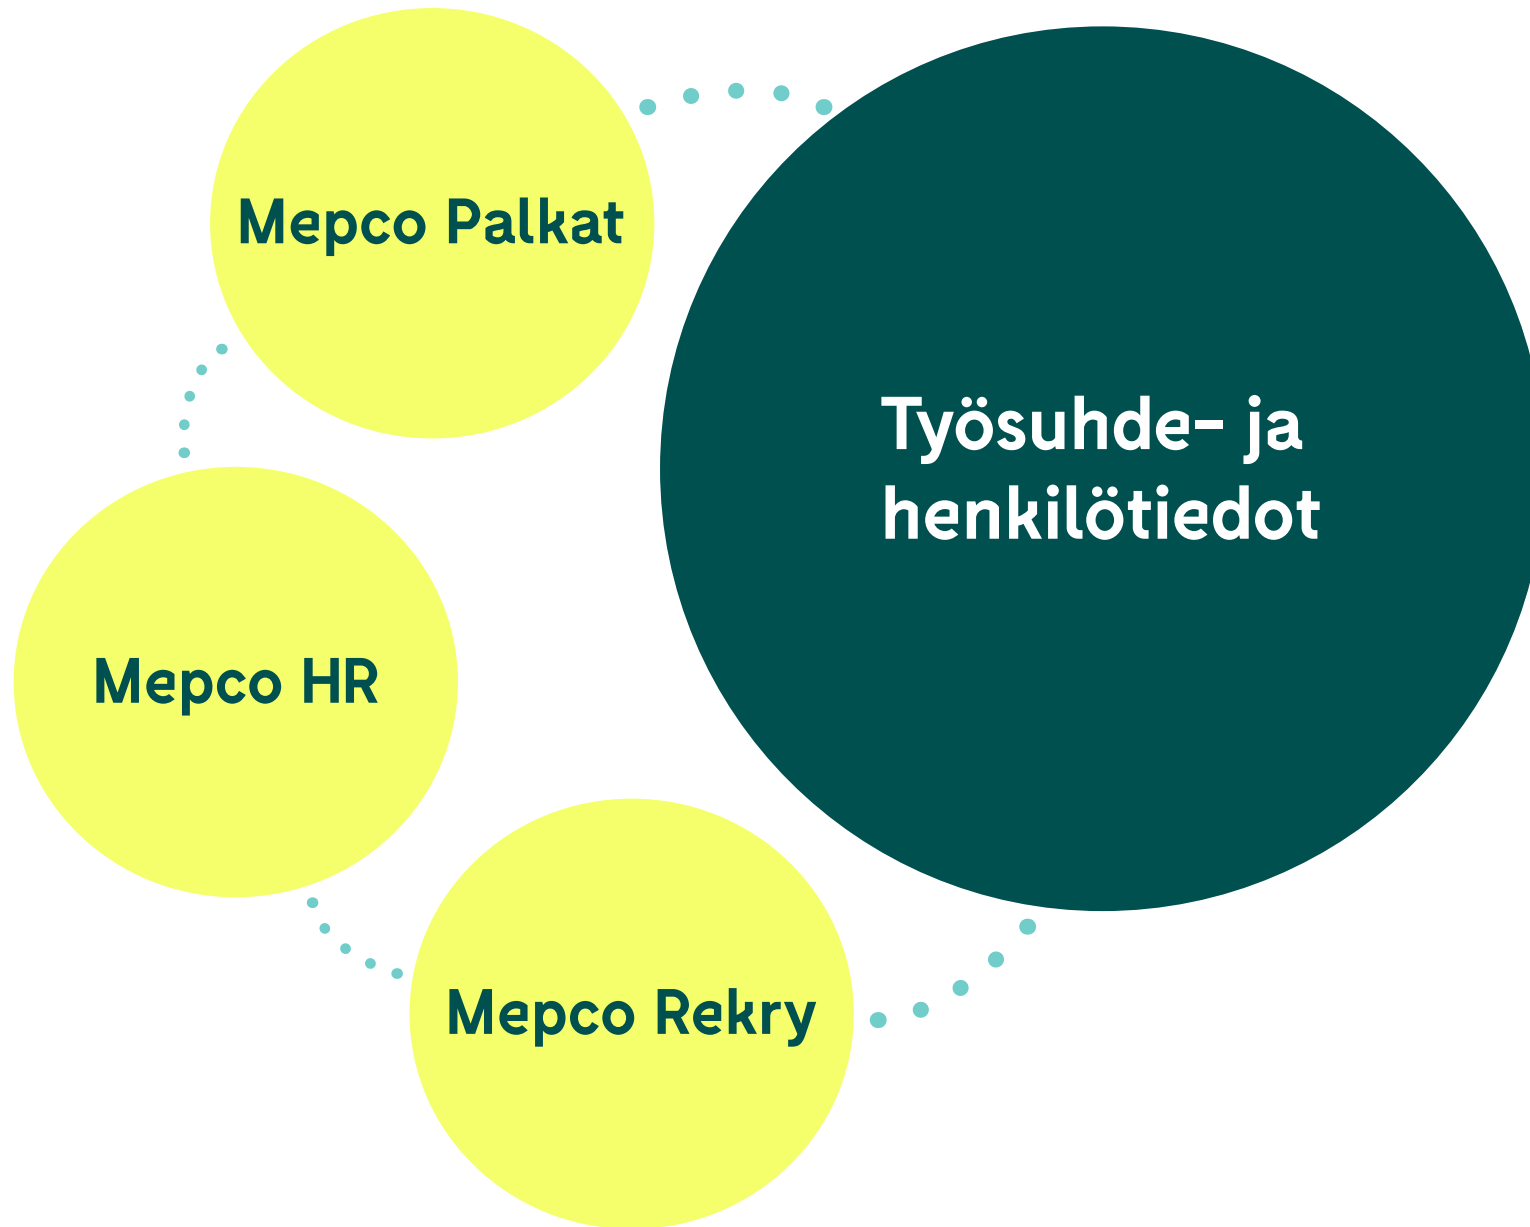 Mepco Palkat
Työsuhde- ja
henkilötiedot
Mepco HR
Mepco Rekry